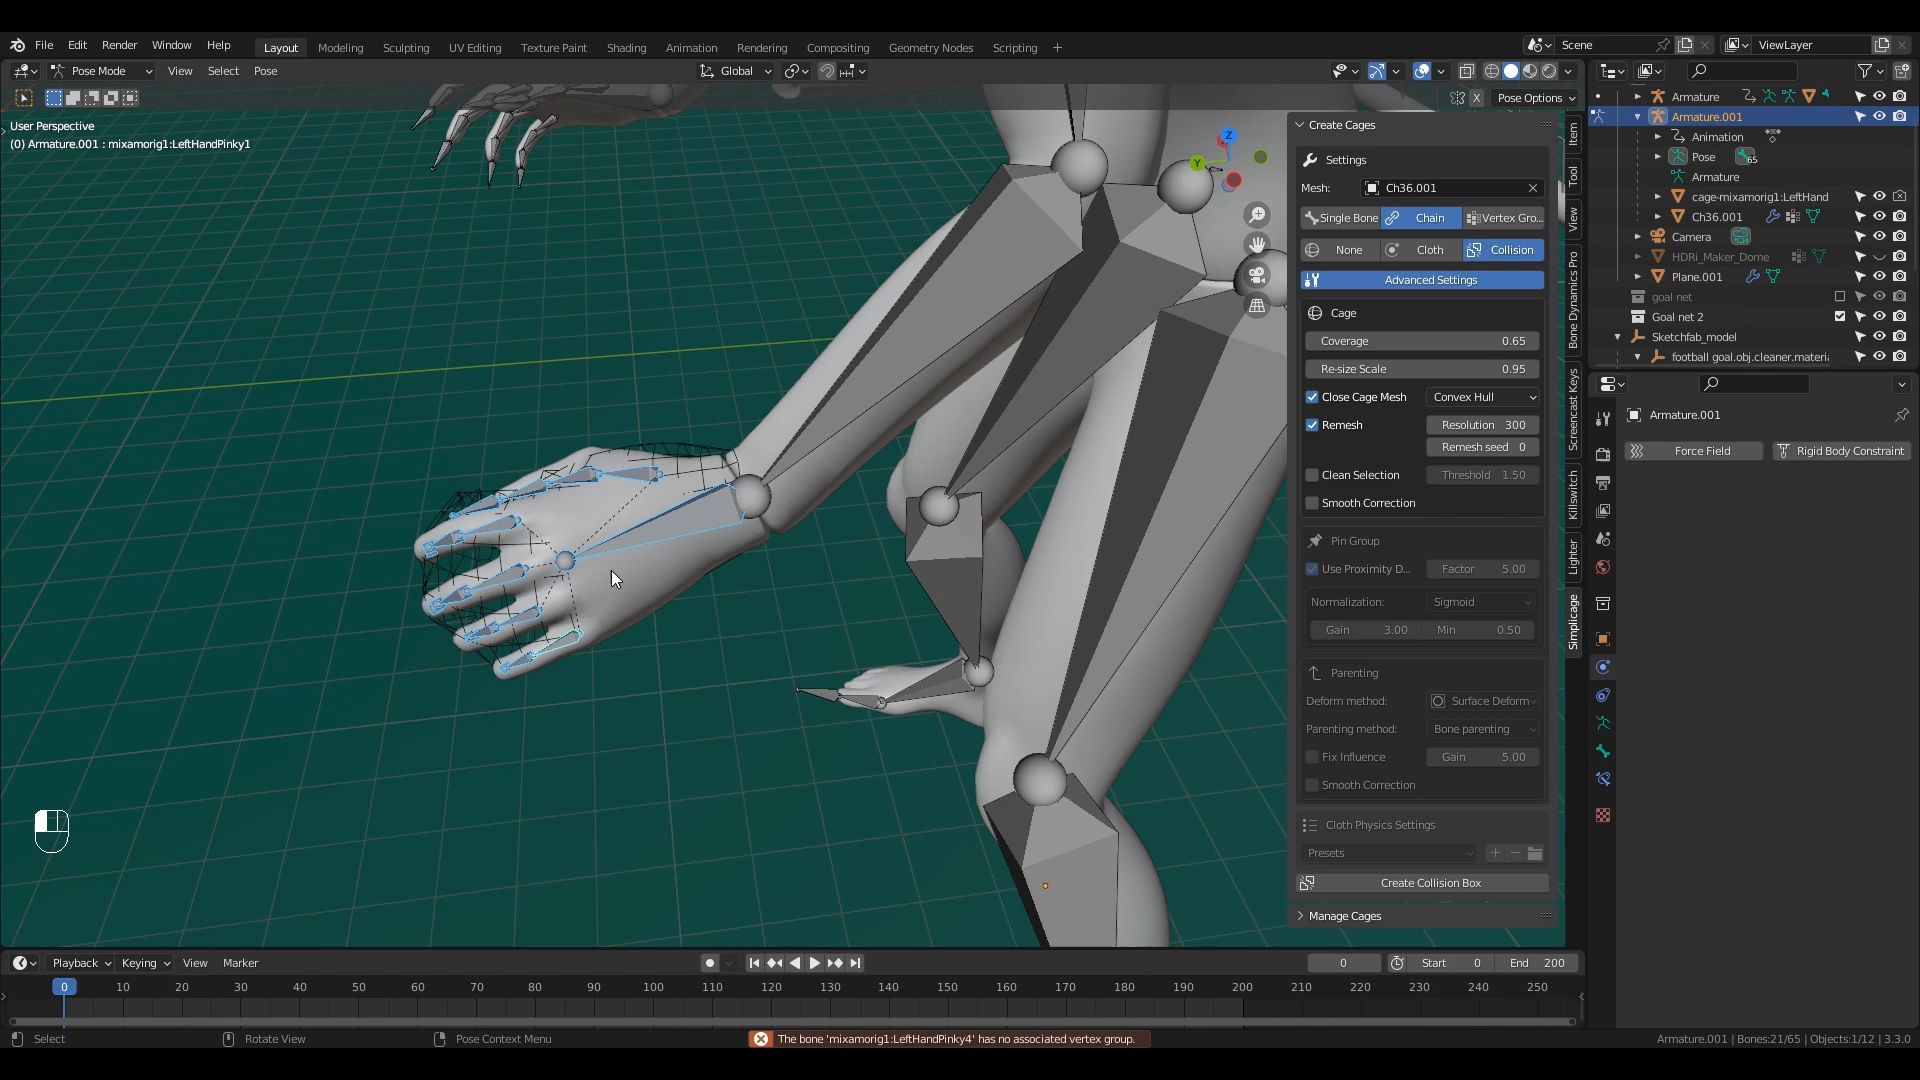 File Edit Render Window Help Layout Modeling Sculpting UV Editing Texture Paint Shading Animation Rendering Compositing Geometry Nodes Scripting + Scene ViewLayer
Pose Mode View Select Pose Global
X Pose Options
User Perspective
(0) Armature.001 : mixamorig1:LeftHandPinky1
Z
Y
Create Cages
Settings
Mesh: Ch36.001
Single Bone Chain Vertex Gro...
None Cloth Collision
Advanced Settings
Cage
Coverage 0.65
Re-size Scale 0.95
Close Cage Mesh Convex Hull
Remesh Resolution 300
Remesh seed 0
Clean Selection Threshold 1.50
Smooth Correction
Pin Group
Use Proximity D... Factor 5.00
Normalization: Sigmoid
Gain 3.00 Min 0.50
Parenting
Deform method: Surface Deform
Parenting method: Bone parenting
Fix Influence Gain 5.00
Smooth Correction
Cloth Physics Settings
Presets
Create Collision Box
Manage Cages
Item
Tool
View
Bone Dynamics Pro
Screencast Keys
Killswitch
Lighter
Simplicage
Armature
Armature.001
Animation
Pose 65
Armature
cage-mixamorig1:LeftHand
Ch36.001
Camera
HDRi_Maker_Dome
Plane.001
goal net
Goal net 2
Sketchfab_model
football goal.obj.cleaner.materi
Armature.001
Force Field Rigid Body Constraint
Playback Keying View Marker 0 Start 0 End 200
0 10 20 30 40 50 60 70 80 90 100 110 120 130 140 150 160 170 180 190 200 210 220 230 240 250
Select Rotate View Pose Context Menu The bone 'mixamorig1:LeftHandPinky4' has no associated vertex group. Armature.001 | Bones:21/65 | Objects:1/12 | 3.3.0